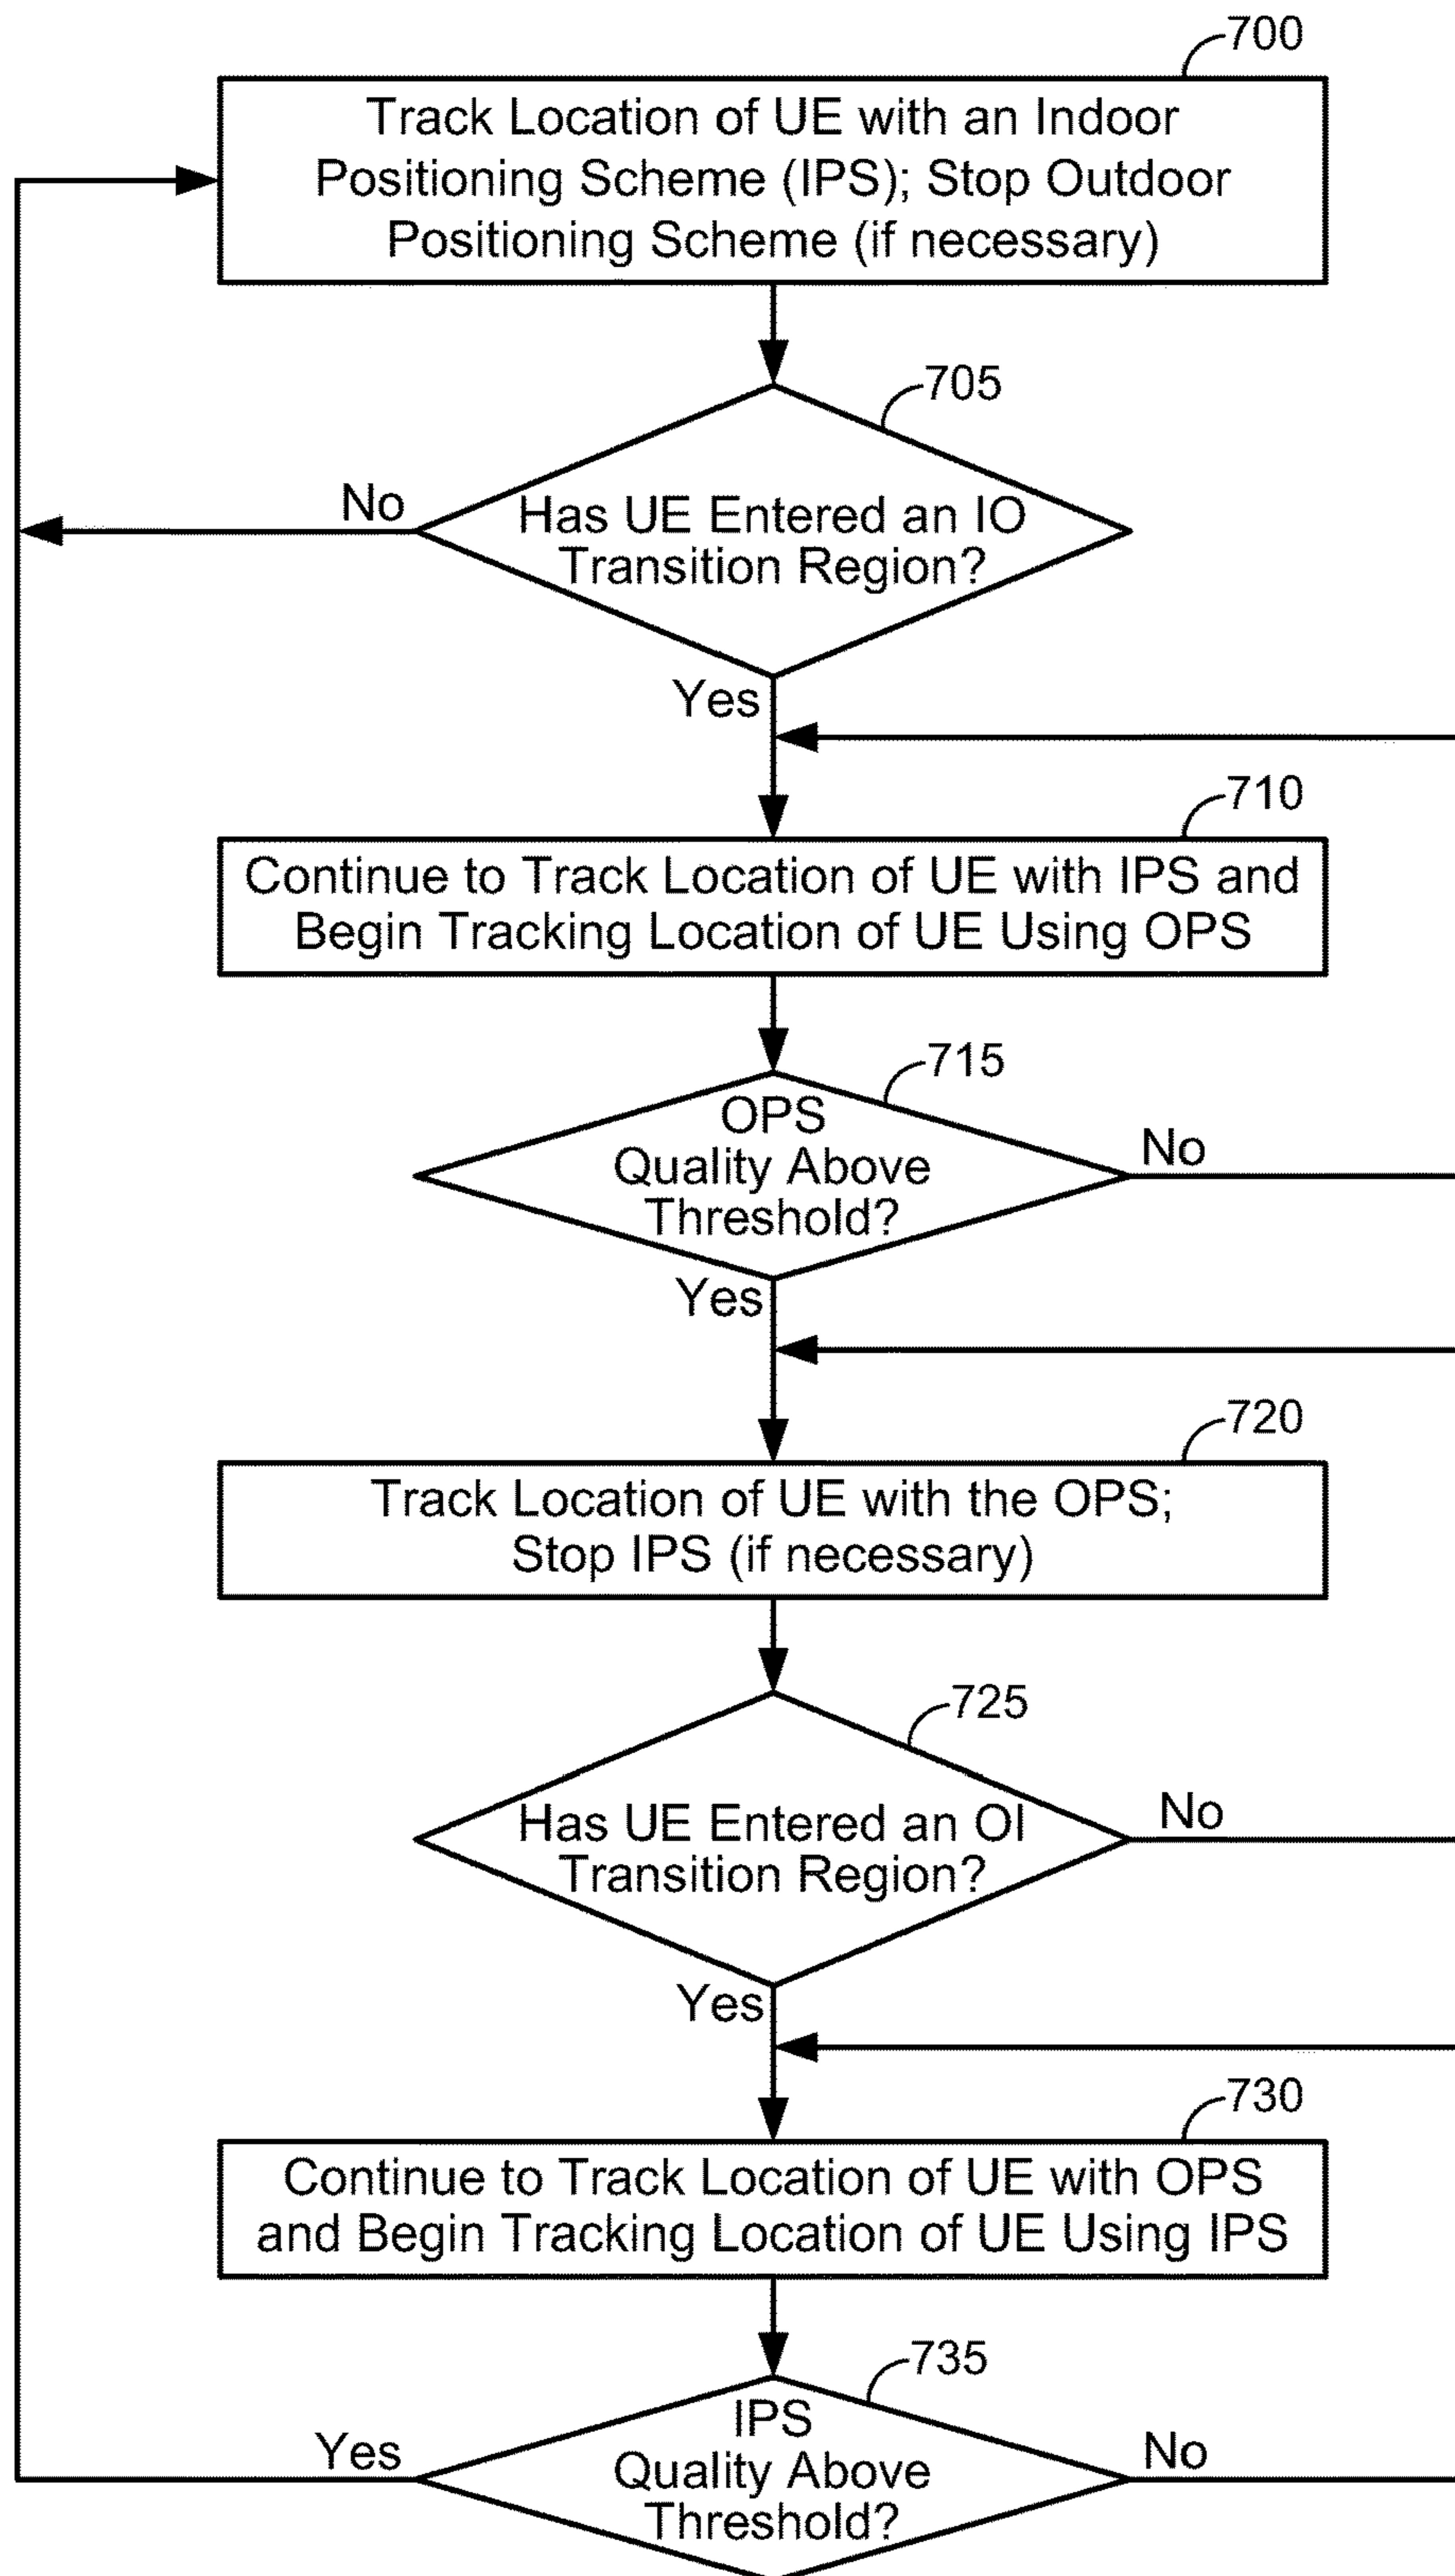 700
Track Location of UE with an Indoor
Positioning Scheme (IPS); Stop Outdoor
Positioning Scheme (if necessary)
705
No
Has UE Entered an IO
Transition Region?
Yes
710
Continue to Track Location of UE with IPS and
Begin Tracking Location of UE Using OPS
715
OPS
Quality Above
Threshold?
No
Yes
720
Track Location of UE with the OPS;
Stop IPS (if necessary)
725
Has UE Entered an OI
Transition Region?
No
Yes
730
Continue to Track Location of UE with OPS
and Begin Tracking Location of UE Using IPS
735
Yes
IPS
Quality Above
Threshold?
No